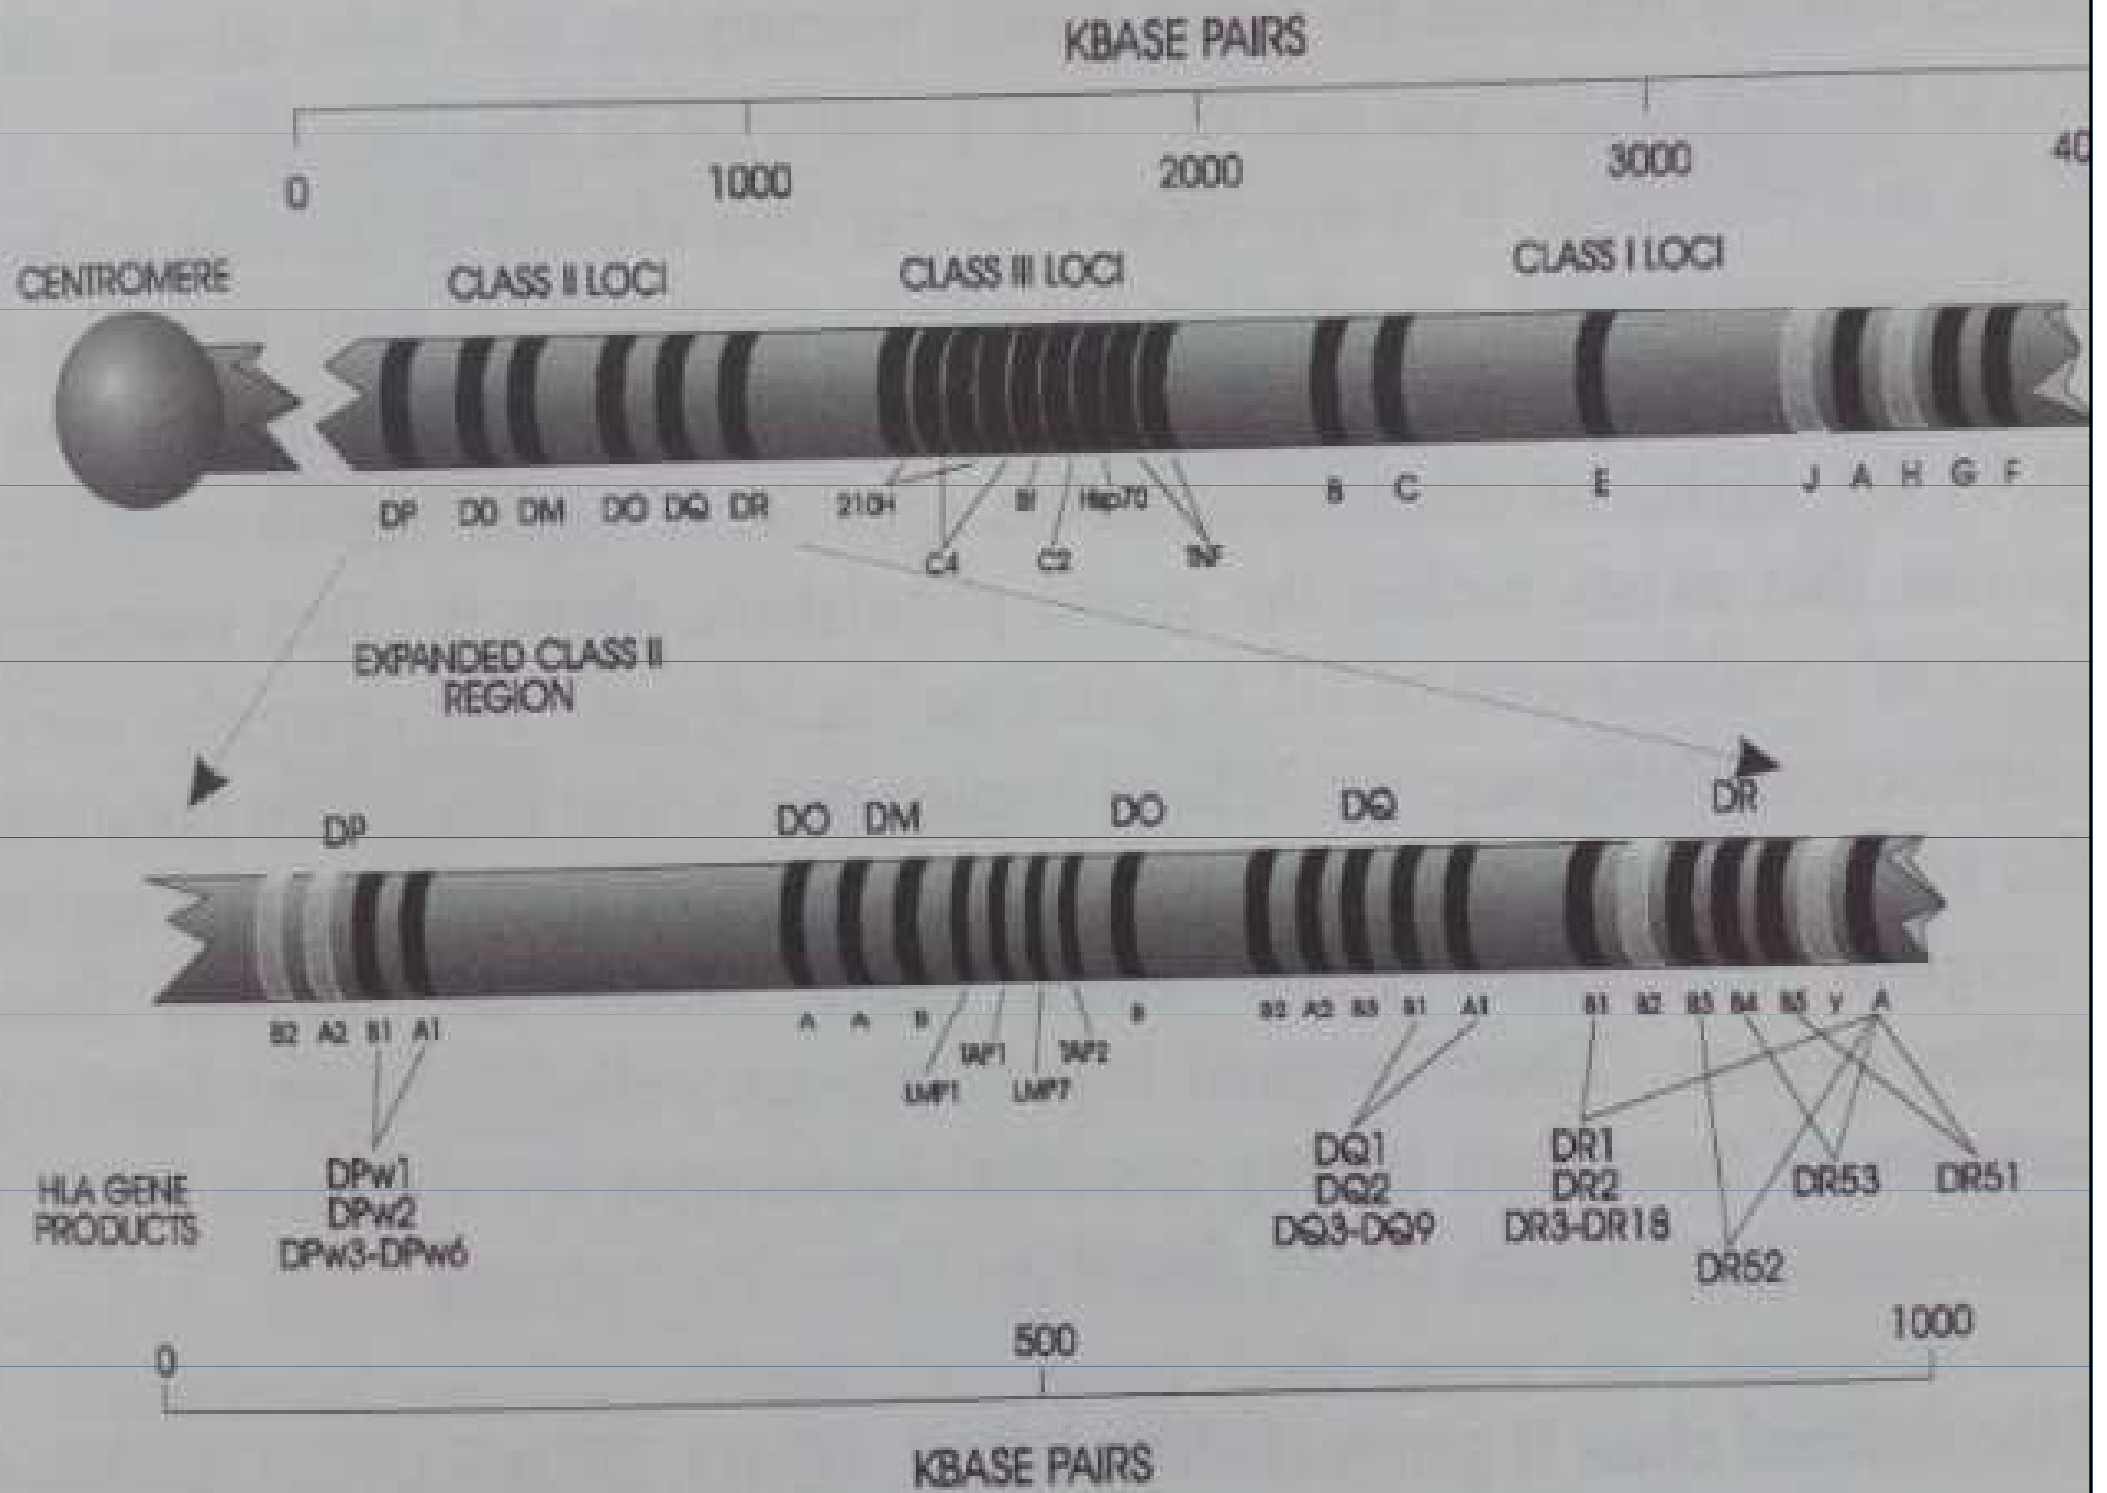 KBASE PAIRS
0 1000 2000 3000 40
CENTROMERE CLASS II LOCI CLASS III LOCI CLASS I LOCI
DP DO DM DO DQ DR 210H Bf Hsp70 B C E J A H G F
C4 C2 TNF
EXPANDED CLASS II
REGION
DP DO DM DO DQ DR
B2 A2 B1 A1 A A B B B2 A2 B3 B1 A1 B1 B2 B3 B4 B5 A
TAP1 TAP2
LMP1 LMP7
HLA GENE
PRODUCTS
DPw1
DPw2
DPw3-DPw6
DQ1
DQ2
DQ3-DQ9
DR1
DR2
DR3-DR18
DR52
DR53
DR51
0 500 1000
KBASE PAIRS